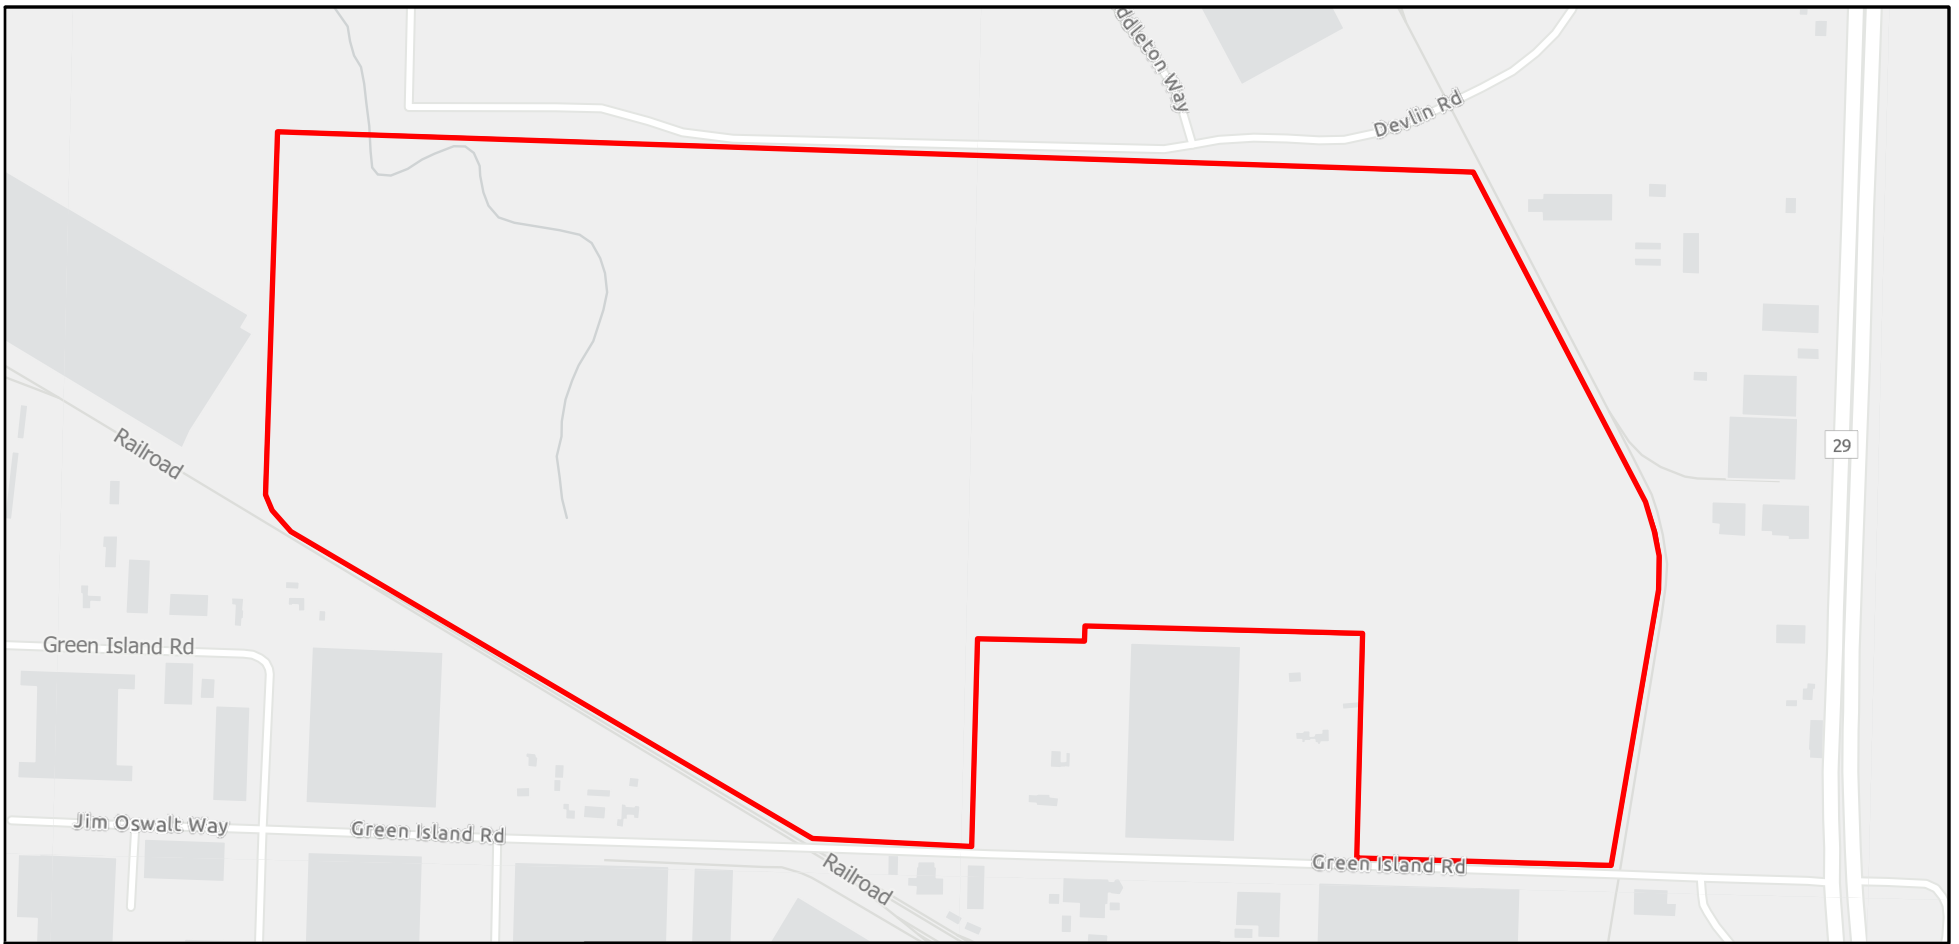 ddleton Way
Devlin Rd
Railroad
29
Green Island Rd
Jim Oswalt Way
Green Island Rd
Railroad
Green Island Rd